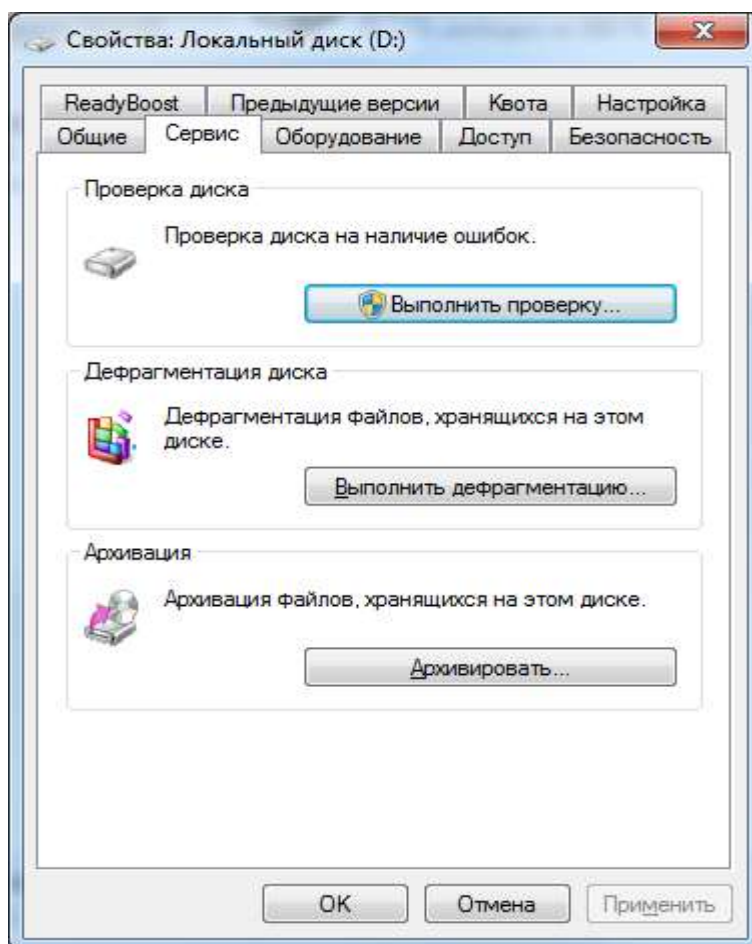 Свойства: Локальный диск (D:)
ReadyBoost Предыдущие версии Квота Настройка
Общие Сервис Оборудование Доступ Безопасность
Проверка диска
Проверка диска на наличие ошибок.
Выполнить проверку...
Дефрагментация диска
Дефрагментация файлов, хранящихся на этом
диске.
Выполнить дефрагментацию...
Архивация
Архивация файлов, хранящихся на этом диске.
Архивировать...
OK Отмена Применить